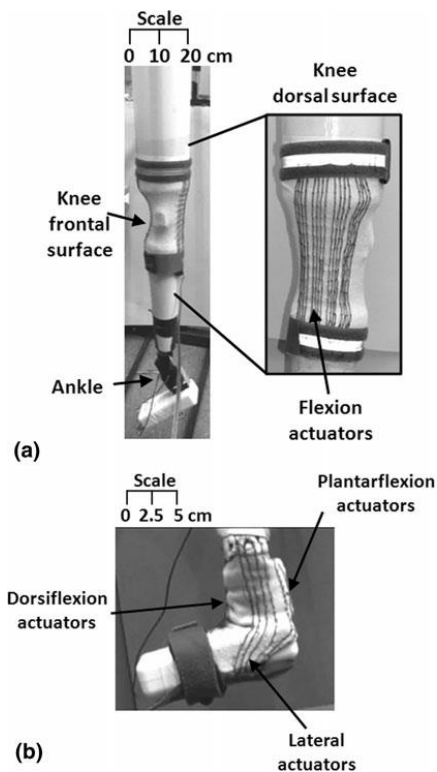 Scale
0 10 20 cm
Knee
dorsal surface
Knee
frontal
surface
Ankle
Flexion
actuators
(a)
Scale
0 2.5 5 cm
Plantarflexion
actuators
Dorsiflexion
actuators
Lateral
actuators
(b)